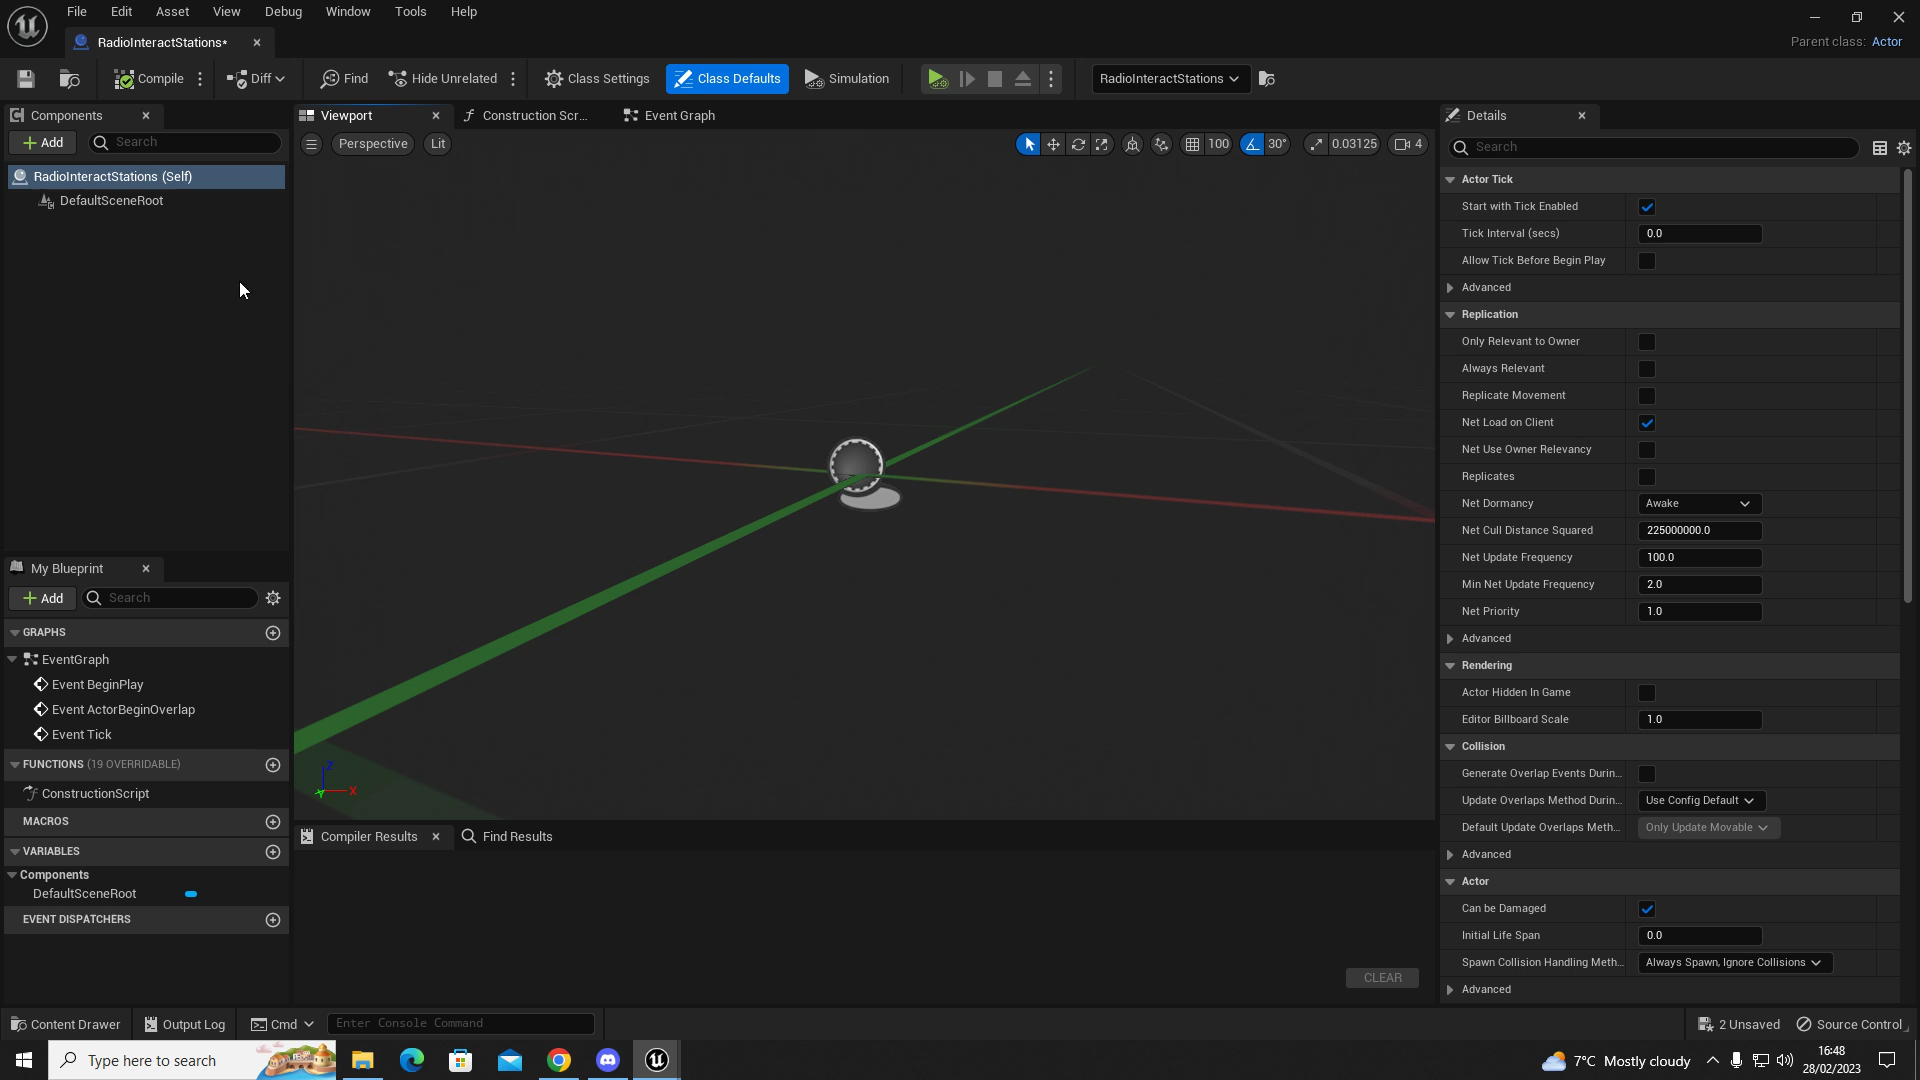 File Edit Asset View Debug Window Tools Help
RadioInteractStations*
Parent class: Actor
Compile Diff Find Hide Unrelated Class Settings Class Defaults Simulation RadioInteractStations
Components
Add Search
RadioInteractStations (Self)
DefaultSceneRoot
Viewport Construction Scr... Event Graph
Perspective Lit 100 30° 0.03125 4
X
Z
Y
Compiler Results Find Results
CLEAR
My Blueprint
Add Search
GRAPHS
EventGraph
Event BeginPlay
Event ActorBeginOverlap
Event Tick
FUNCTIONS (19 OVERRIDABLE)
ConstructionScript
MACROS
VARIABLES
Components
DefaultSceneRoot
EVENT DISPATCHERS
Details
Search
Actor Tick
Start with Tick Enabled
Tick Interval (secs) 0.0
Allow Tick Before Begin Play
Advanced
Replication
Only Relevant to Owner
Always Relevant
Replicate Movement
Net Load on Client
Net Use Owner Relevancy
Replicates
Net Dormancy Awake
Net Cull Distance Squared 225000000.0
Net Update Frequency 100.0
Min Net Update Frequency 2.0
Net Priority 1.0
Advanced
Rendering
Actor Hidden In Game
Editor Billboard Scale 1.0
Collision
Generate Overlap Events Durin...
Update Overlaps Method Durin... Use Config Default
Default Update Overlaps Meth... Only Update Movable
Advanced
Actor
Can be Damaged
Initial Life Span 0.0
Spawn Collision Handling Meth... Always Spawn, Ignore Collisions
Advanced
Content Drawer Output Log Cmd Enter Console Command 2 Unsaved Source Control
Type here to search 7°C Mostly cloudy 16:48
28/02/2023